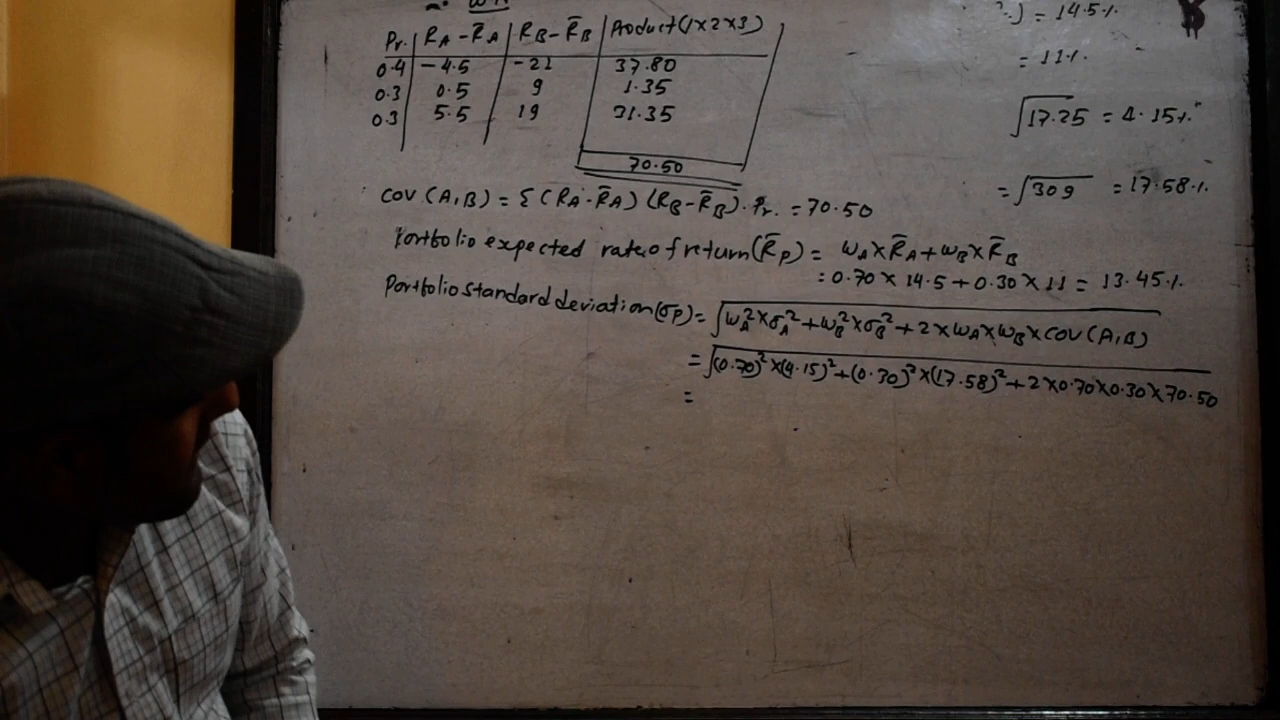 Pr. | RA - R̄A | RB - R̄B | Product (1x2x3)
0.4 | -4.5 | -21 | 37.80
0.3 | 0.5 | 9 | 1.35
0.3 | 5.5 | 19 | 31.35
70.50
= 14.5%
= 11%
√17.25 = 4.15%
= √309 = 17.58%
COV (A,B) = Σ (RA - R̄A) (RB - R̄B). Pr. = 70.50
Portfolio expected rate of return (R̄P) = wA x R̄A + wB x R̄B
= 0.70 x 14.5 + 0.30 x 11 = 13.45%
Portfolio standard deviation (σP) = √wA² x σA² + wB² x σB² + 2 x wA x wB x COV (A,B)
= √(0.70)² x (4.15)² + (0.30)² x (17.58)² + 2 x 0.70 x 0.30 x 70.50
=